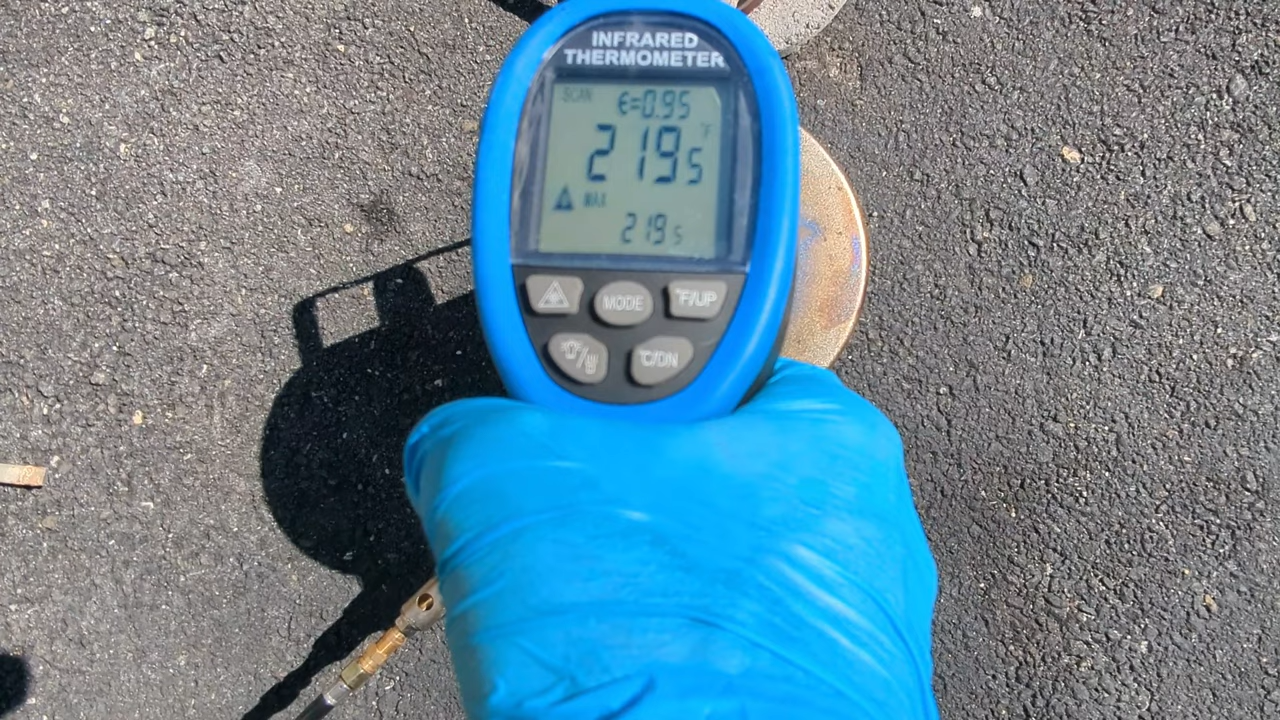 INFRARED
THERMOMETER
SCAN
ε=0.95
219.5 °F
MAX
219.5
MODE
°F/UP
°C/DN